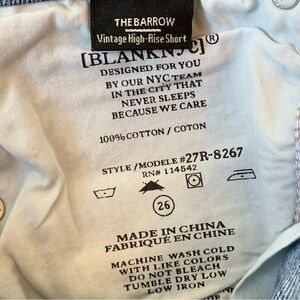 THE BARROW
Vintage High-Rise Short
[BLANKNYC]®
DESIGNED FOR YOU
BY OUR NYC TEAM
IN THE CITY THAT
NEVER SLEEPS
BECAUSE WE CARE
100% COTTON / COTON
STYLE / MODELE #27R-8267
RN# 114542
26
MADE IN CHINA
FABRIQUÉ EN CHINE
MACHINE WASH COLD
WITH LIKE COLORS
DO NOT BLEACH
TUMBLE DRY LOW
LOW IRON